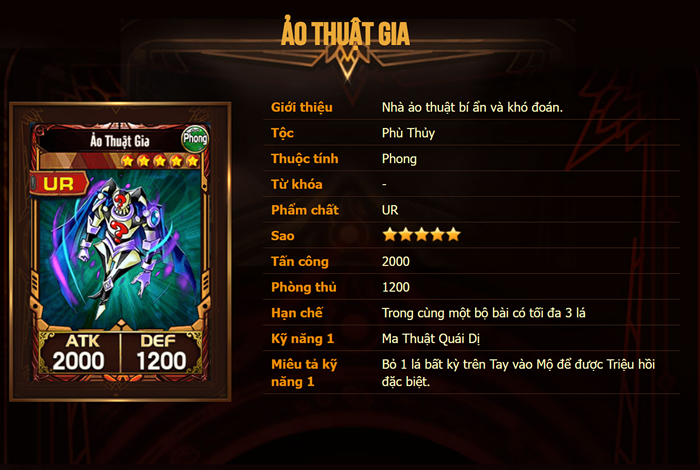 ẢO THUẬT GIA
Ảo Thuật Gia
Phong
UR
?
?
ATK
DEF
2000
1200
Giới thiệu Nhà ảo thuật bí ẩn và khó đoán.
Tộc Phù Thủy
Thuộc tính Phong
Từ khóa -
Phẩm chất UR
Sao
Tấn công 2000
Phòng thủ 1200
Hạn chế Trong cùng một bộ bài có tối đa 3 lá
Kỹ năng 1 Ma Thuật Quái Dị
Miêu tả kỹ Bỏ 1 lá bất kỳ trên Tay vào Mộ để được Triệu hồi
năng 1 đặc biệt.